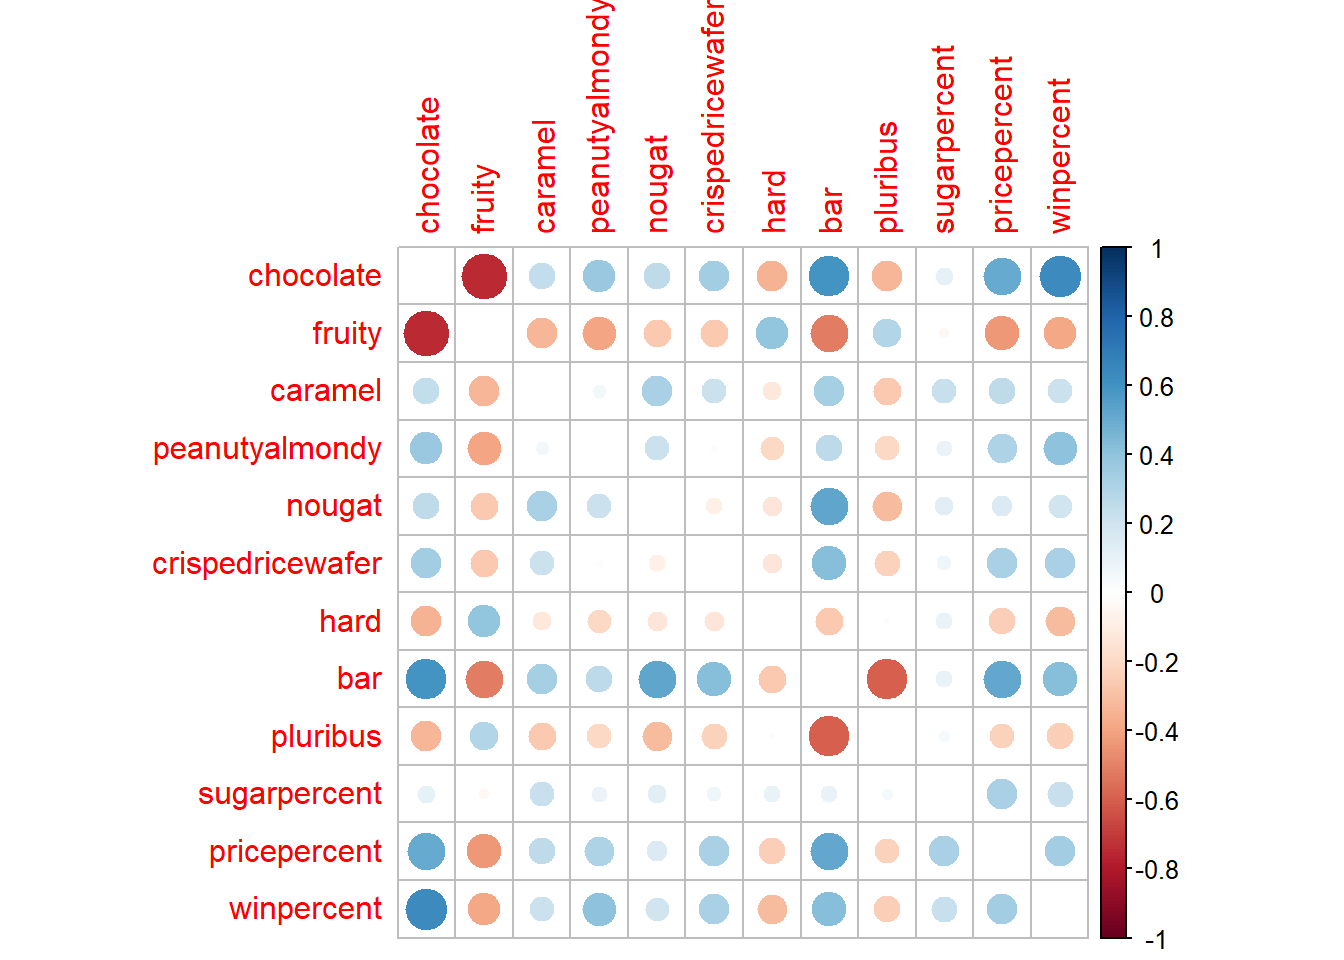 chocolate
fruity
caramel
peanutyalmondy
nougat
crispedricewafer
hard
bar
pluribus
sugarpercent
pricepercent
winpercent
chocolate
fruity
caramel
peanutyalmondy
nougat
crispedricewafer
hard
bar
pluribus
sugarpercent
pricepercent
winpercent
1
0.8
0.6
0.4
0.2
0
-0.2
-0.4
-0.6
-0.8
-1